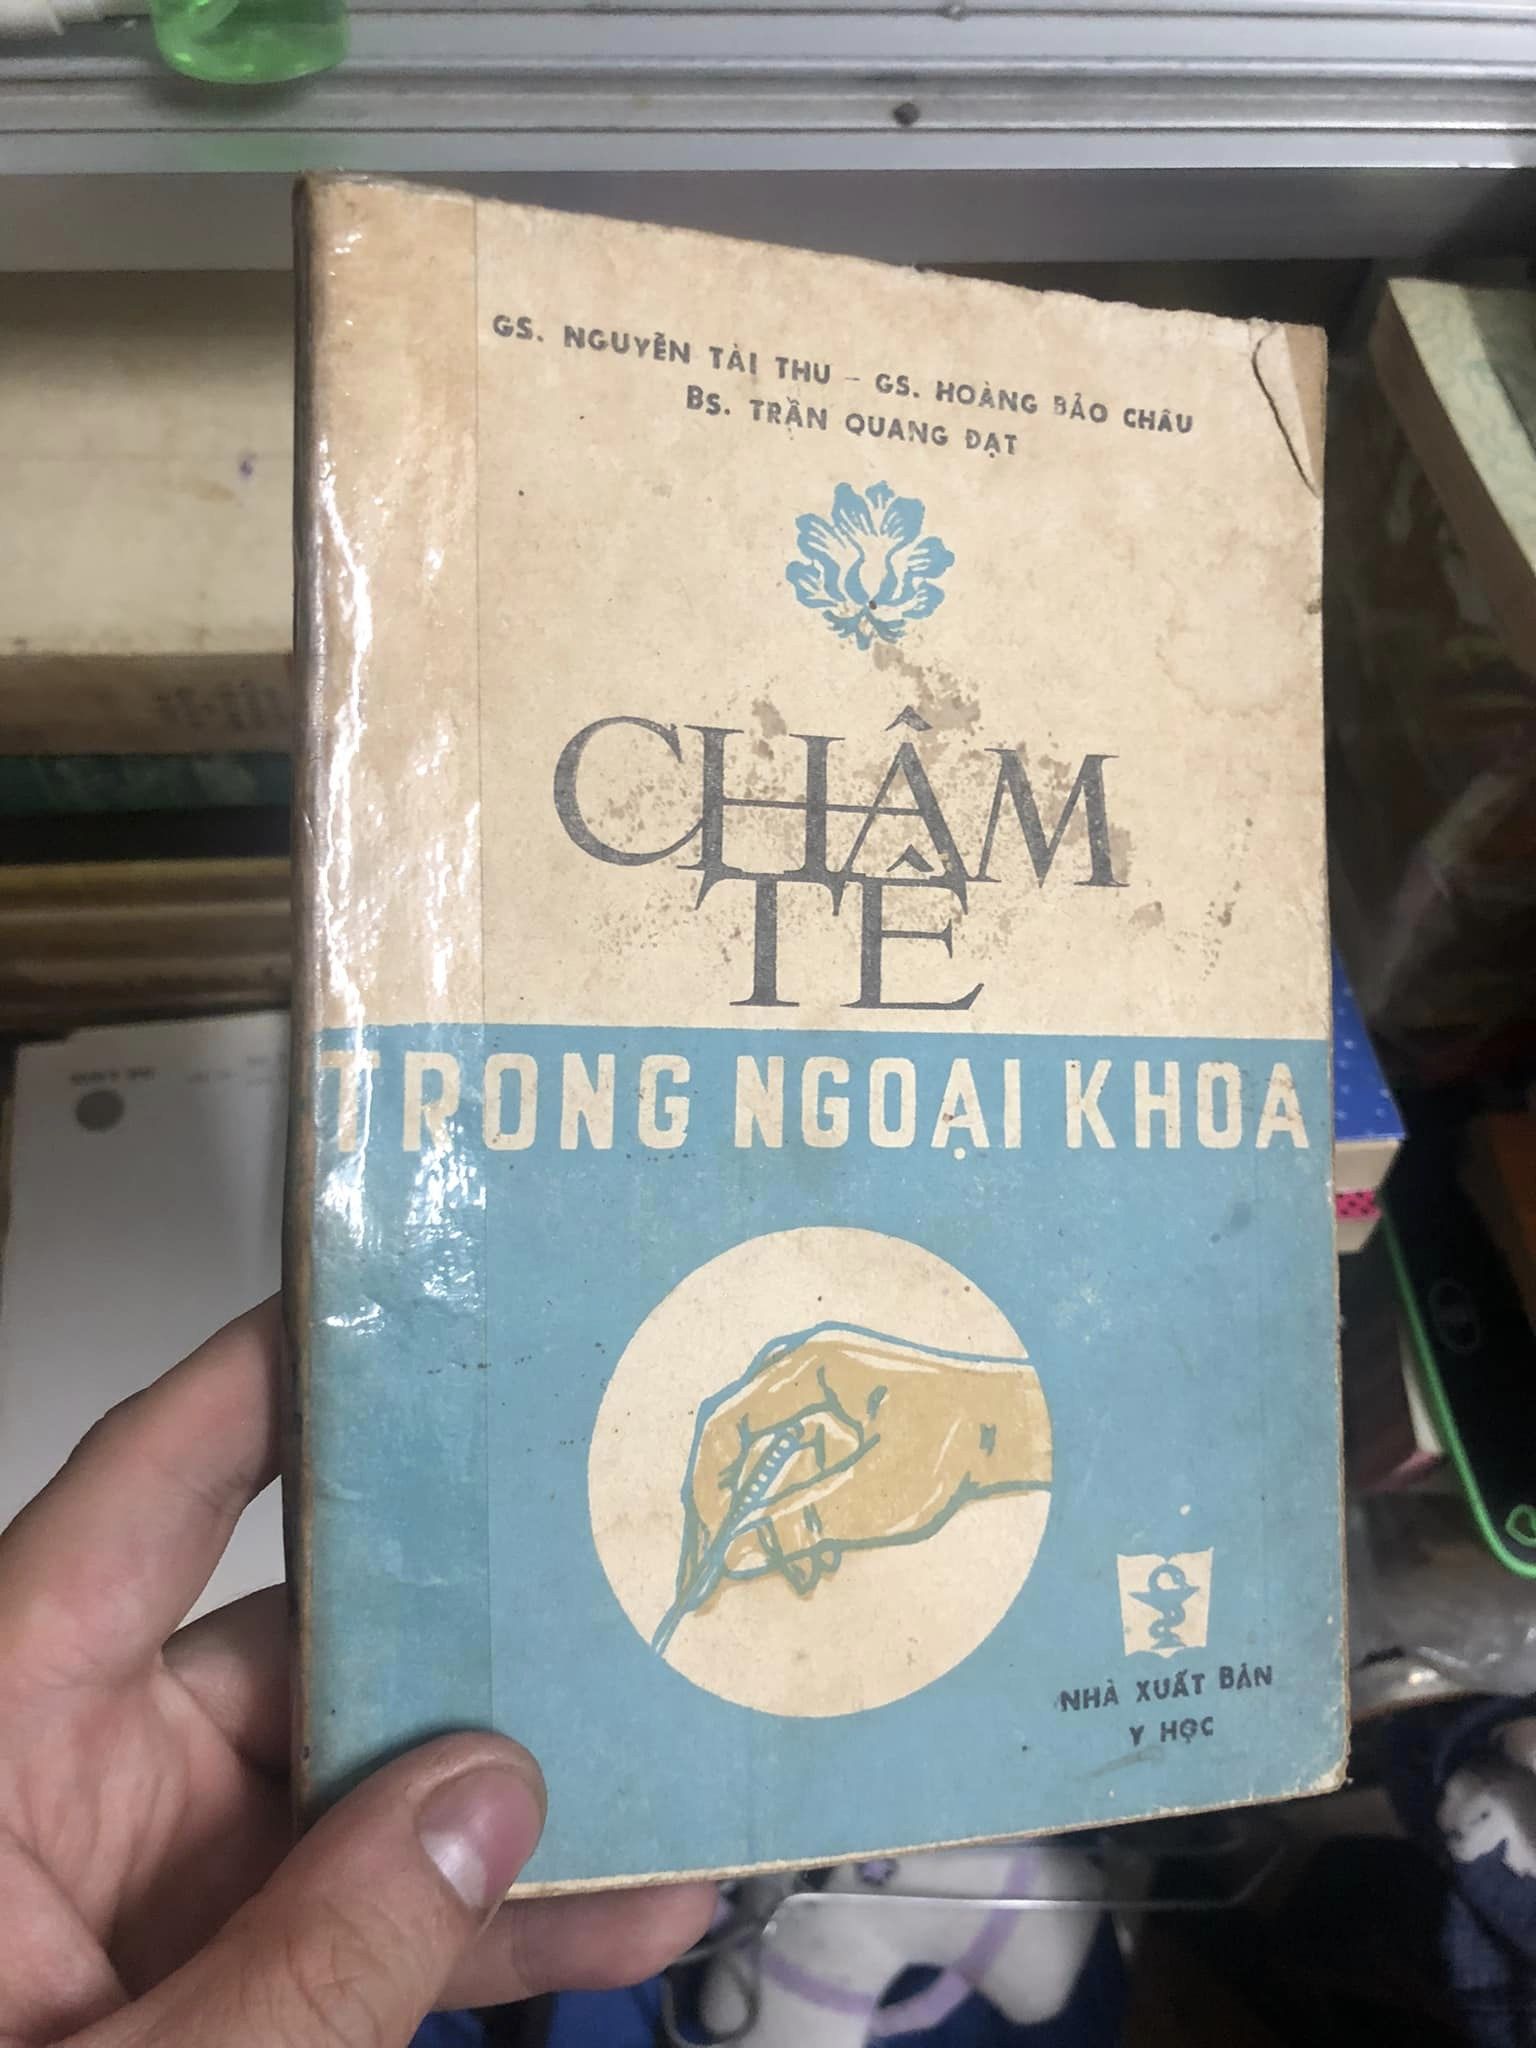 GS. NGUYỄN TÀI THU – GS. HOÀNG BẢO CHÂU
Bs. TRẦN QUANG ĐẠT
CHÂM
TÊ
TRONG NGOẠI KHOA
NHÀ XUẤT BẢN
Y HỌC